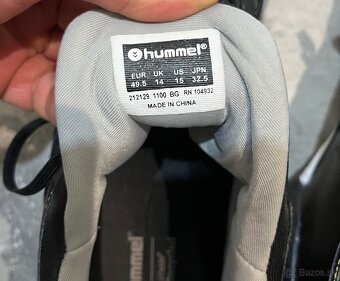 hummel®
EUR UK US JPN
49.5 14 15 32.5
212129 1100 BG RN 104932
MADE IN CHINA
hummel